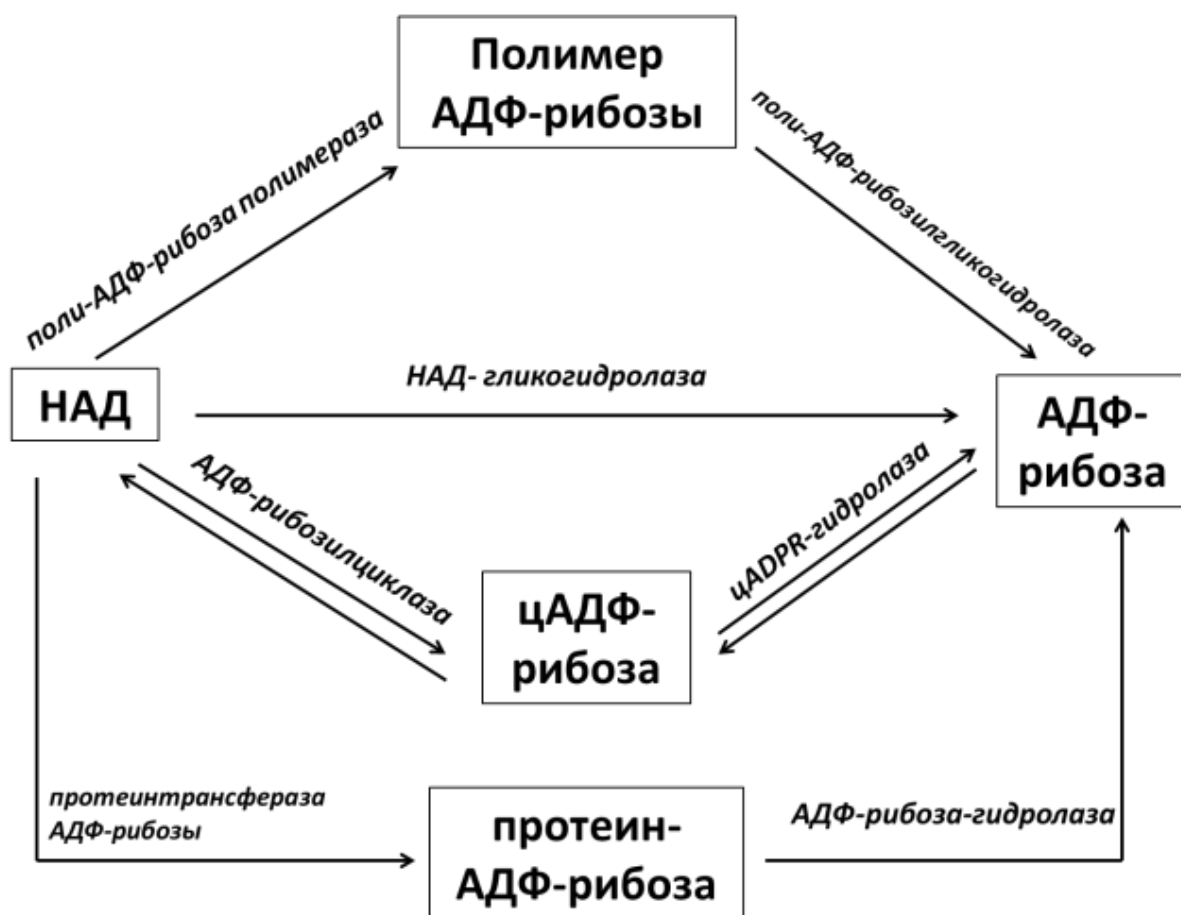 Полимер
АДФ-рибозы
поли-АДФ-рибоза полимераза
поли-АДФ-рибозилгликогидролаза
НАД
НАД- гликогидролаза
АДФ-
рибоза
АДФ-рибозилциклаза
цADPR-гидролаза
цАДФ-
рибоза
протеинтрансфераза
АДФ-рибозы
протеин-
АДФ-рибоза
АДФ-рибоза-гидролаза